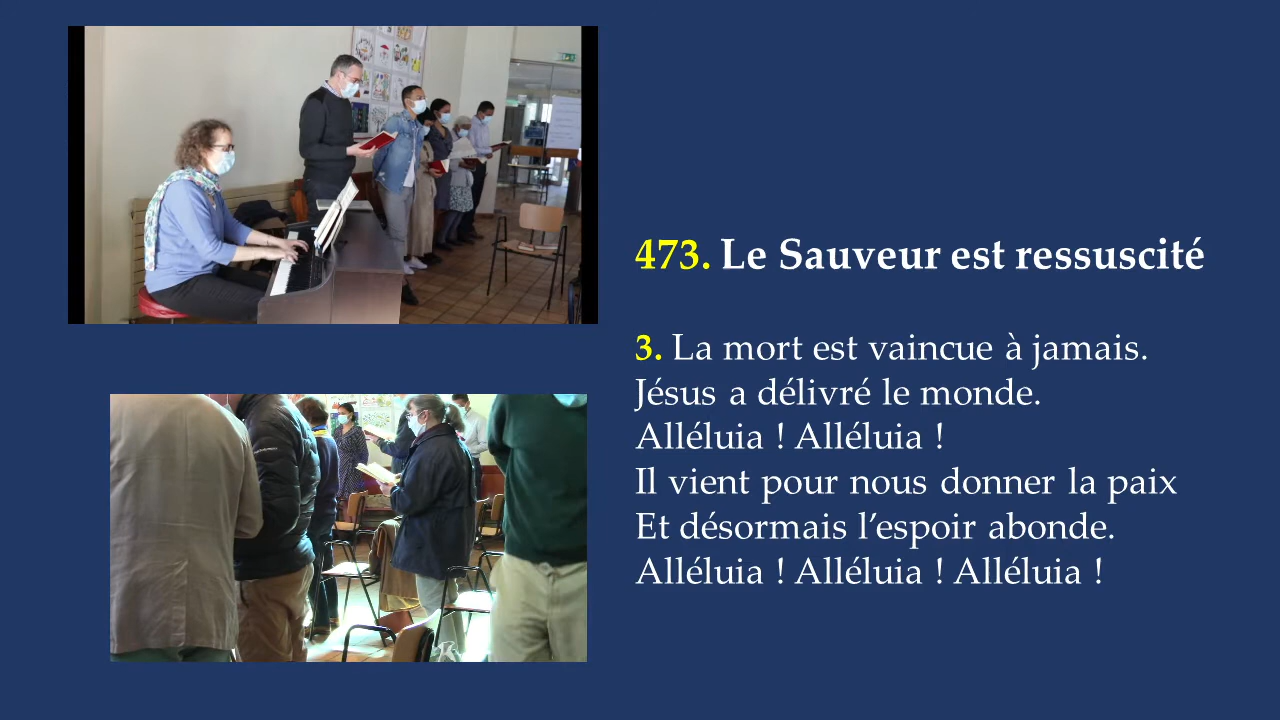 473. Le Sauveur est ressuscité
3. La mort est vaincue à jamais.
Jésus a délivré le monde.
Alléluia ! Alléluia !
Il vient pour nous donner la paix
Et désormais l’espoir abonde.
Alléluia ! Alléluia ! Alléluia !